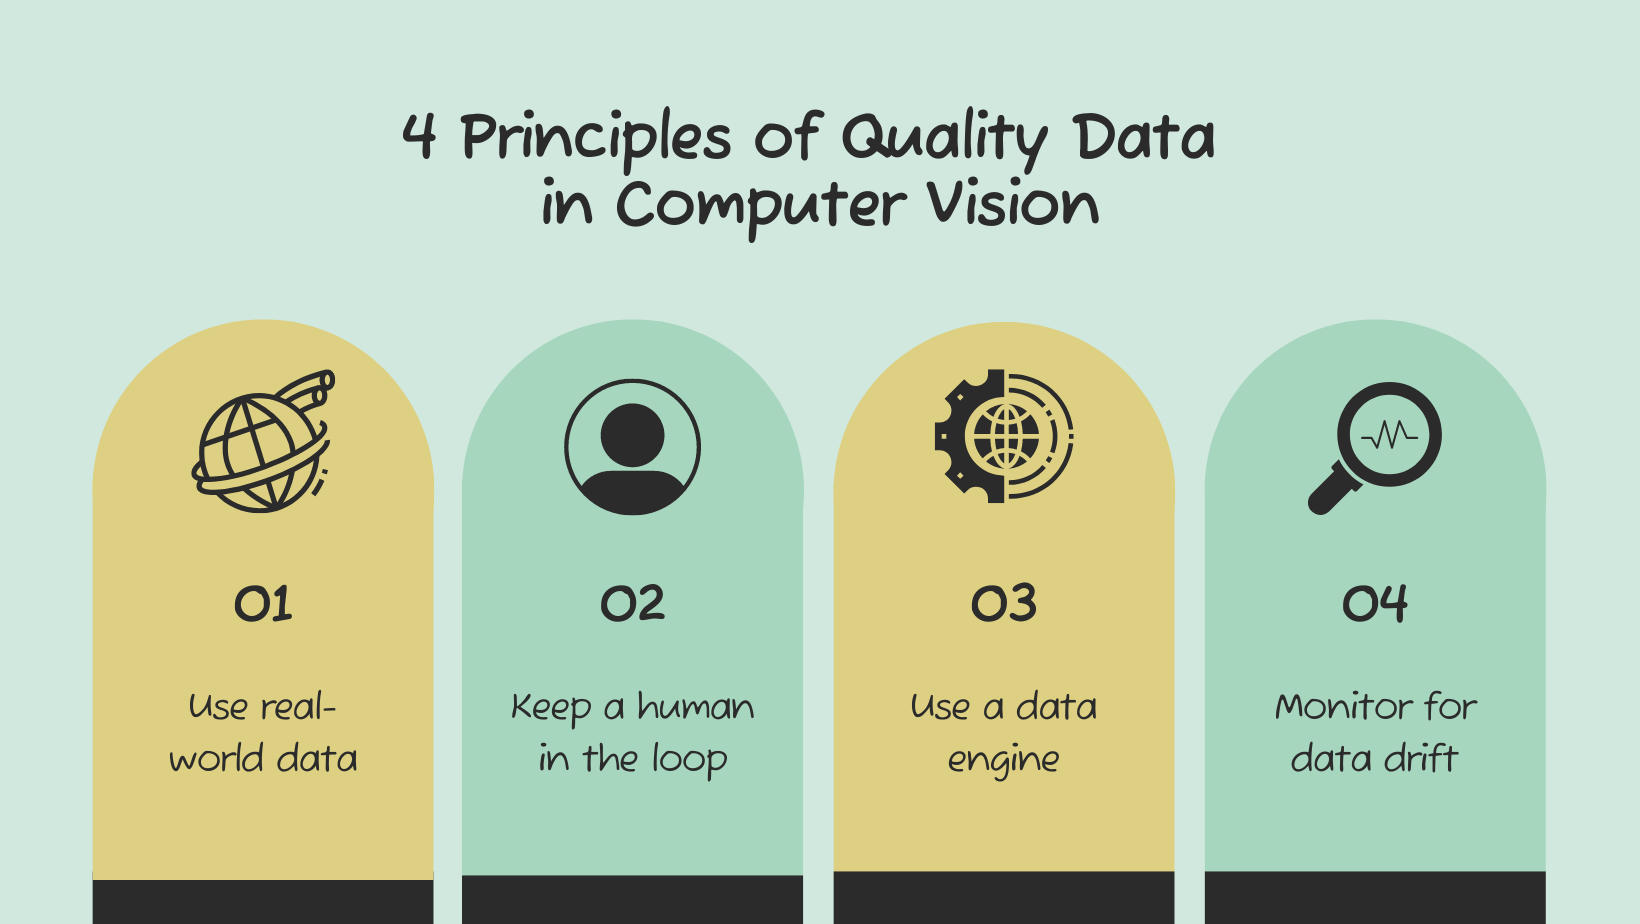 4 Principles of Quality Data
in Computer Vision
01
Use real-
world data
02
Keep a human
in the loop
03
Use a data
engine
04
Monitor for
data drift